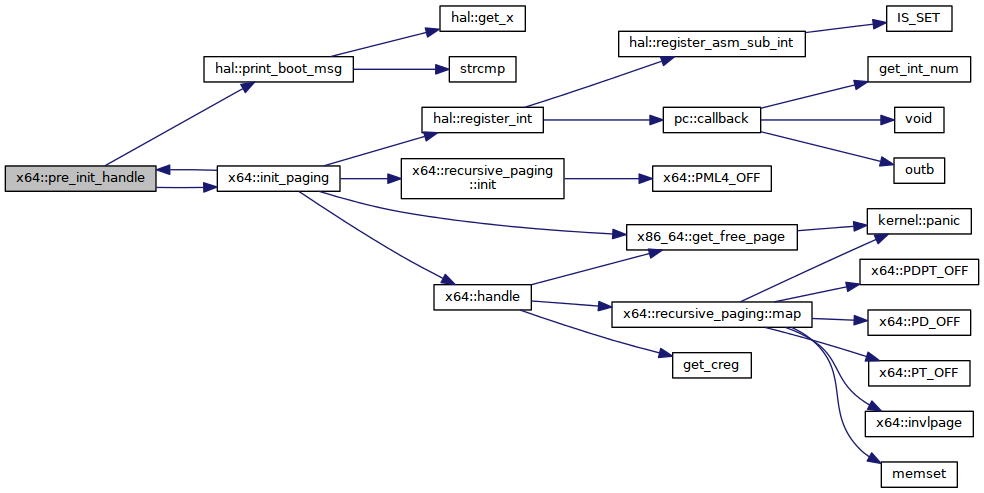 x64::pre_init_handle
hal::print_boot_msg
hal::get_x
strcmp
x64::init_paging
hal::register_int
hal::register_asm_sub_int
IS_SET
pc::callback
get_int_num
void
outb
x64::recursive_paging
::init
x64::PML4_OFF
x86_64::get_free_page
kernel::panic
x64::handle
x64::recursive_paging::map
x64::PDPT_OFF
x64::PD_OFF
x64::PT_OFF
x64::invlpage
memset
get_creg